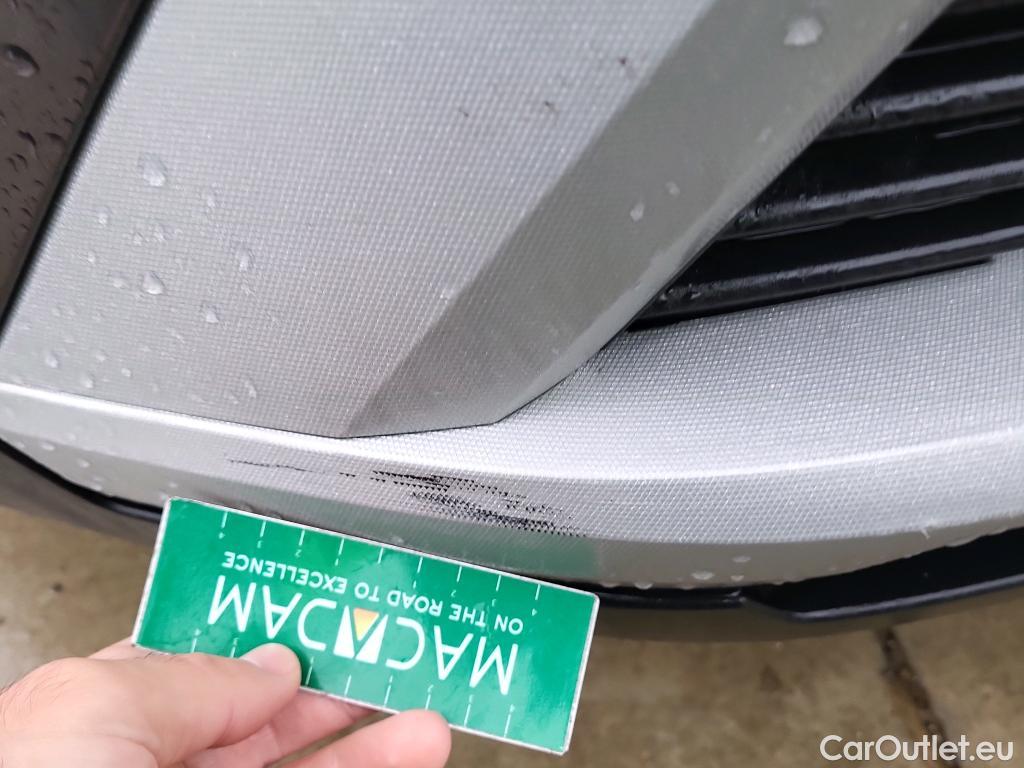 MACADAM
ON THE ROAD TO EXCELLENCE
CarOutlet.eu